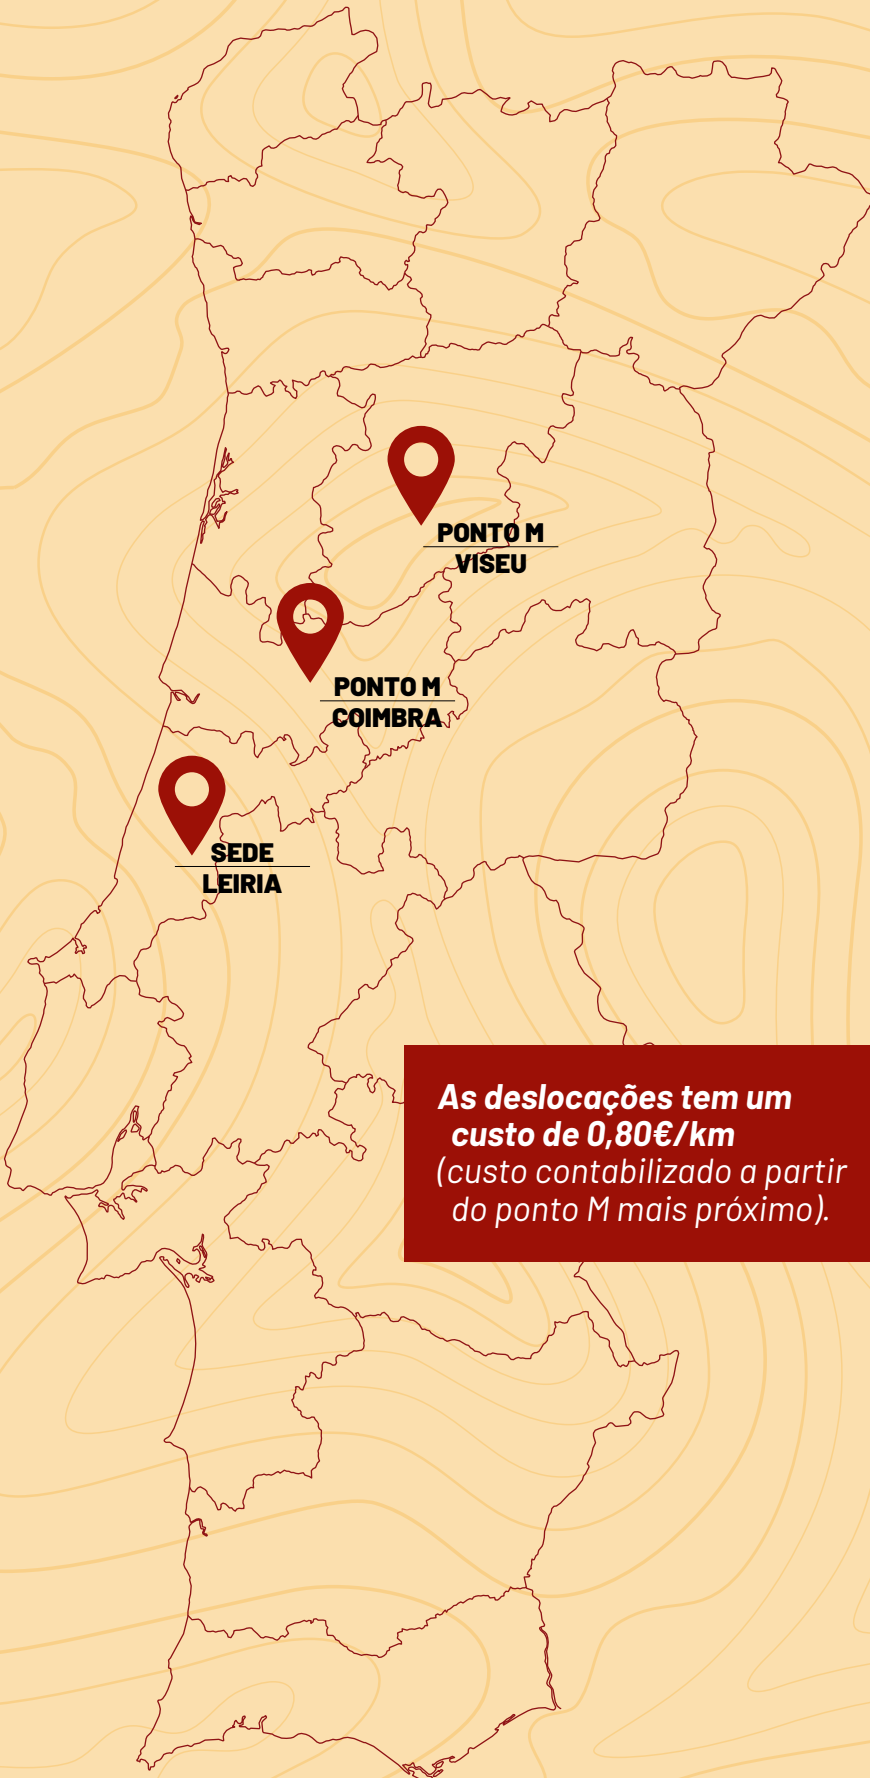 PONTO M
VISEU
PONTO M
COIMBRA
SEDE
LEIRIA
As deslocações tem um
custo de 0,80€/km
(custo contabilizado a partir
do ponto M mais próximo).